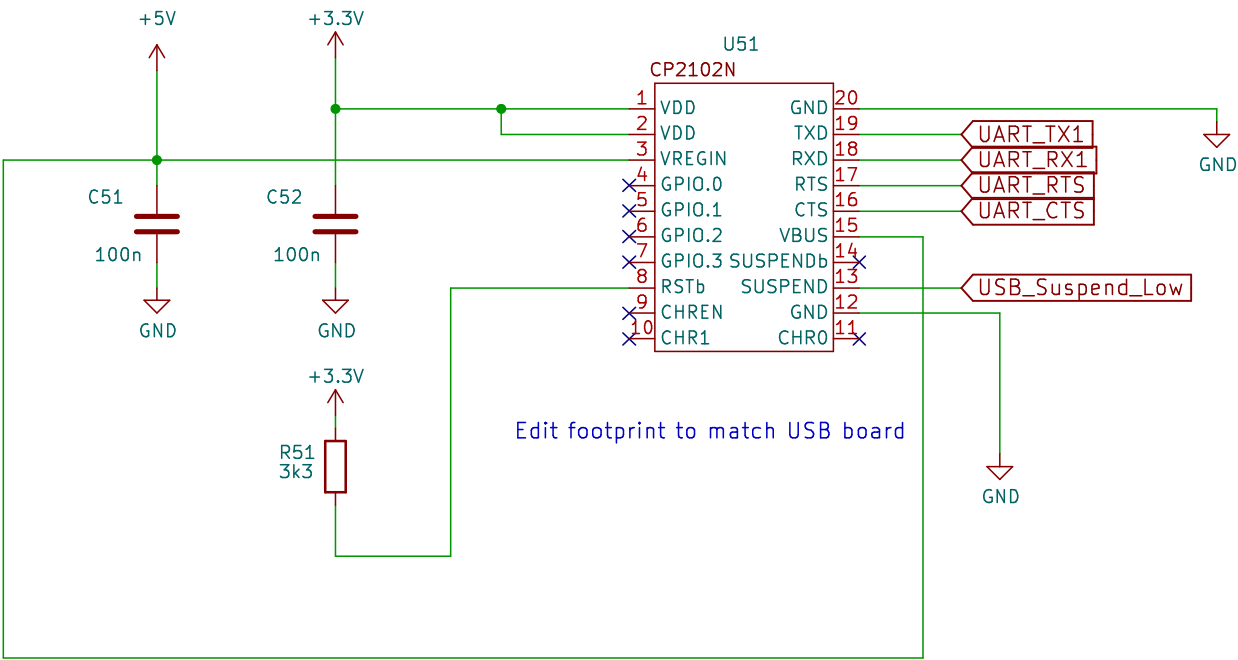 +5V
+3.3V
U51
CP2102N
1 VDD GND 20
2 VDD TXD 19 UART_TX1
3 VREGIN RXD 18 UART_RX1
GND
4 GPIO.0 RTS 17 UART_RTS
C51
100n
C52
100n
5 GPIO.1 CTS 16 UART_CTS
6 GPIO.2 VBUS 15
7 GPIO.3 SUSPENDb 14
8 RSTb SUSPEND 13 USB_Suspend_Low
9 CHREN GND 12
10 CHR1 CHR0 11
GND
GND
+3.3V
R51
3k3
Edit footprint to match USB board
GND